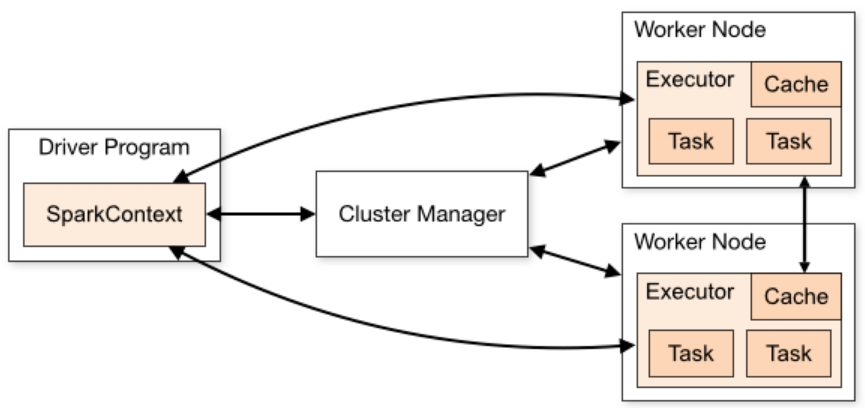 Driver Program
SparkContext
Cluster Manager
Worker Node
Executor
Cache
Task
Task
Worker Node
Executor
Cache
Task
Task